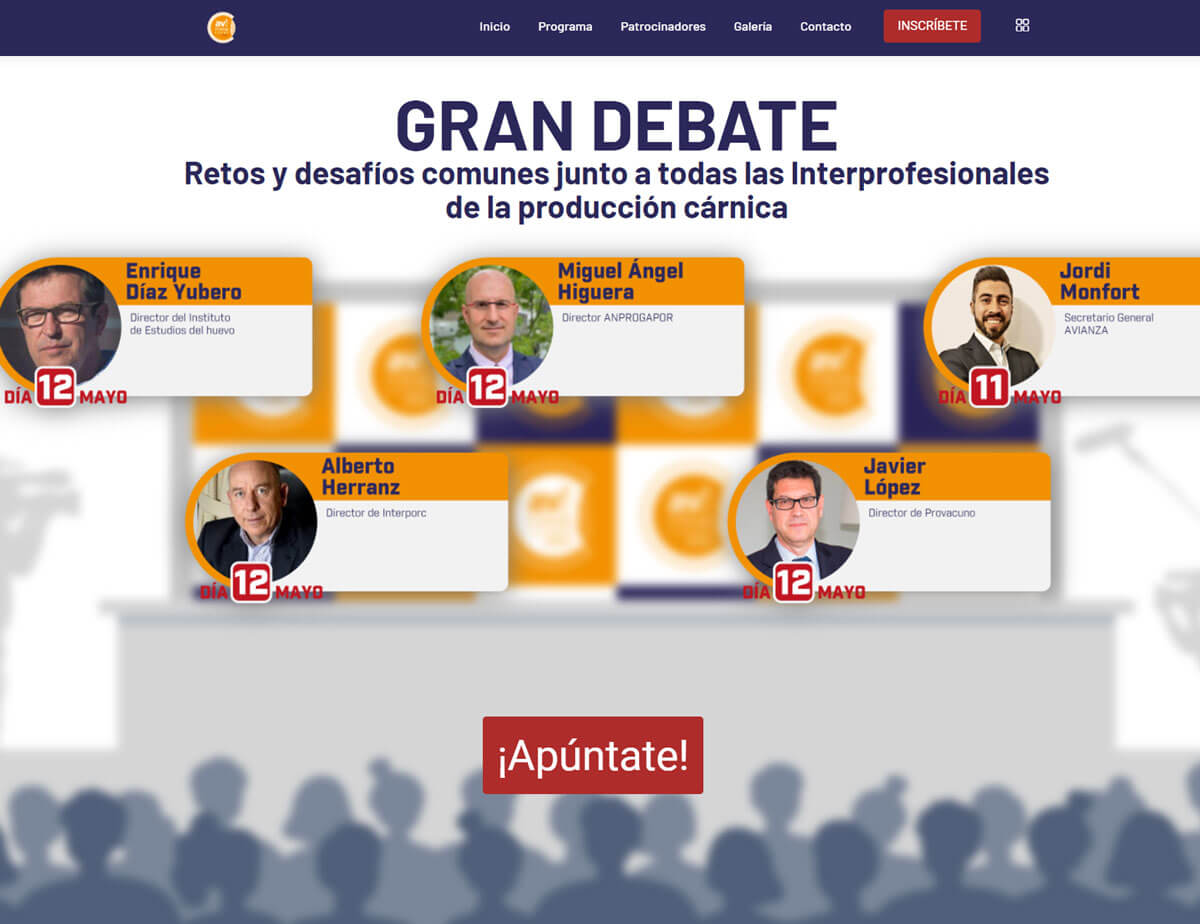 Inicio Programa Patrocinadores Galería Contacto INSCRÍBETE
GRAN DEBATE
Retos y desafíos comunes junto a todas las Interprofesionales
de la producción cárnica
Enrique
Díaz Yubero
Director del Instituto
de Estudios del huevo
DÍA 12 MAYO
Miguel Ángel
Higuera
Director ANPROGAPOR
DÍA 12 MAYO
Jordi
Monfort
Secretario General
AVIANZA
DÍA 11 MAYO
Alberto
Herranz
Director de Interporc
DÍA 12 MAYO
Javier
López
Director de Provacuno
DÍA 12 MAYO
¡Apúntate!